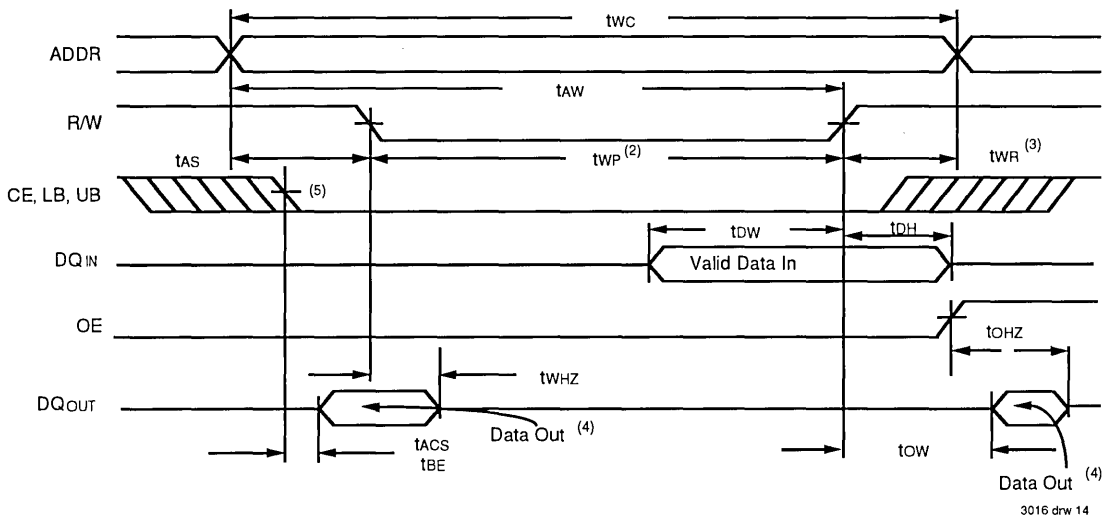 tWC
ADDR
tAW
R/W
tAS
tWP (2)
tWR (3)
CE, LB, UB
(5)
tDW
tDH
DQIN
Valid Data In
OE
tOHZ
tWHZ
DQOUT
Data Out (4)
tACS
tBE
tOW
Data Out (4)
3016 drw 14